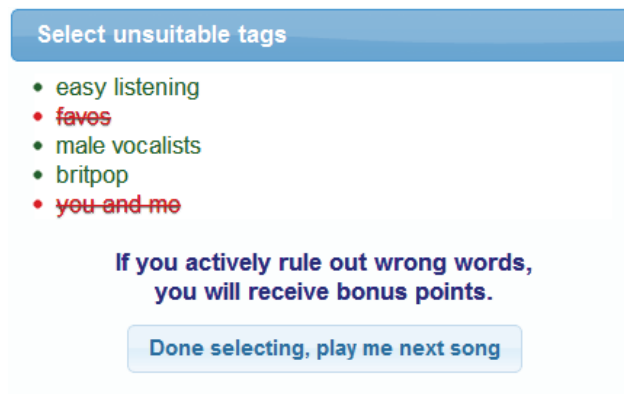 Select unsuitable tags
easy listening
faves
male vocalists
britpop
you and me
If you actively rule out wrong words,
you will receive bonus points.
Done selecting, play me next song